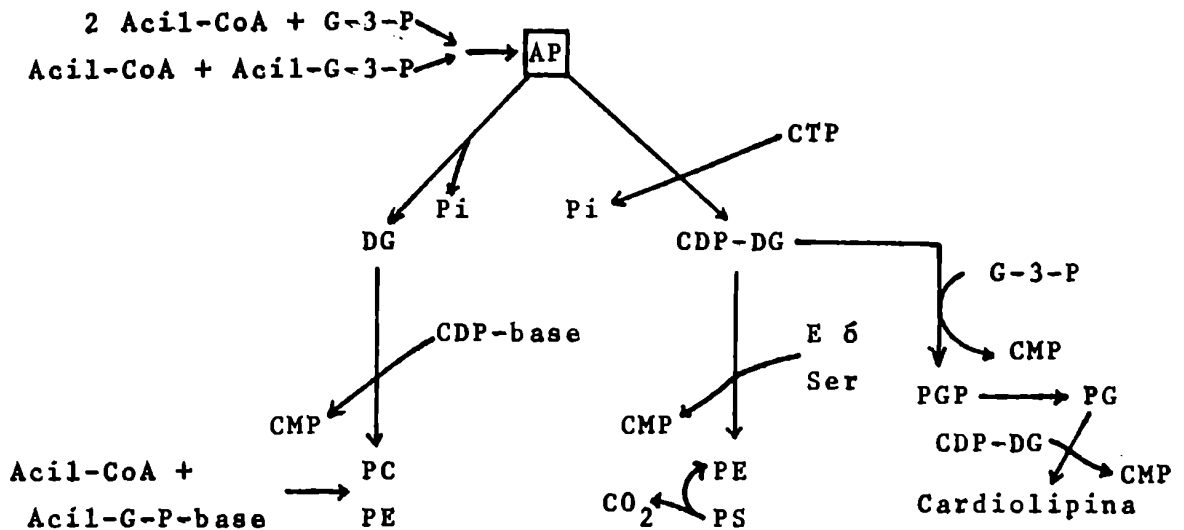 2 Acil-CoA + G-3-P
Acil-CoA + Acil-G-3-P
AP
CTP
Pi
Pi
DG
CDP-DG
G-3-P
CDP-base
E ó
Ser
CMP
CMP
CMP
PGP
PG
CDP-DG
CMP
Cardiolipina
Acil-CoA +
Acil-G-P-base
PC
PE
PE
CO2
PS